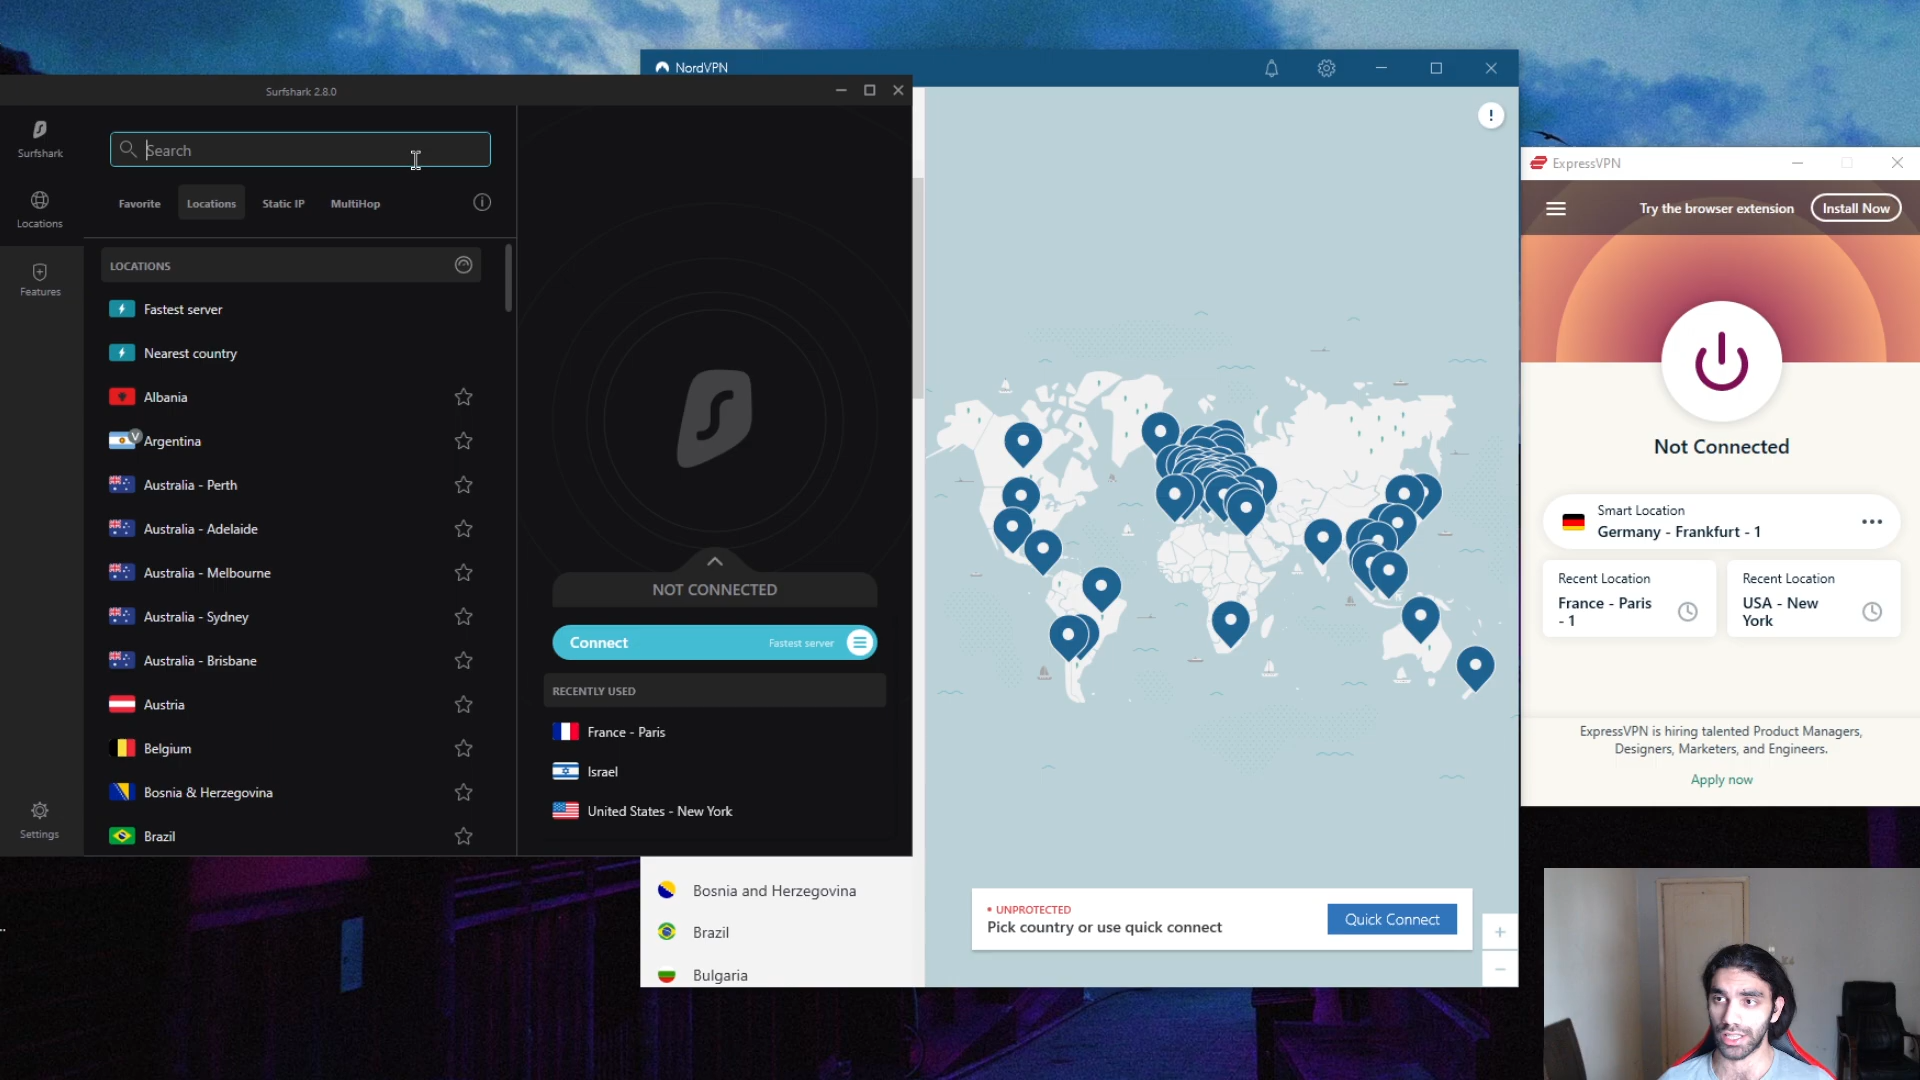 NordVPN
Surfshark 2.8.0
Surfshark
Search
Favorite
Locations
Static IP
MultiHop
Locations
Features
LOCATIONS
Fastest server
Nearest country
Albania
V
Argentina
Australia - Perth
Australia - Adelaide
Australia - Melbourne
Australia - Sydney
Australia - Brisbane
Austria
Belgium
Bosnia & Herzegovina
Brazil
Settings
NOT CONNECTED
Connect
Fastest server
RECENTLY USED
France - Paris
Israel
United States - New York
Bosnia and Herzegovina
Brazil
Bulgaria
!
• UNPROTECTED
Pick country or use quick connect
Quick Connect
+
−
ExpressVPN
Try the browser extension
Install Now
Not Connected
Smart Location
Germany - Frankfurt - 1
Recent Location
France - Paris
- 1
Recent Location
USA - New
York
ExpressVPN is hiring talented Product Managers,
Designers, Marketers, and Engineers.
Apply now